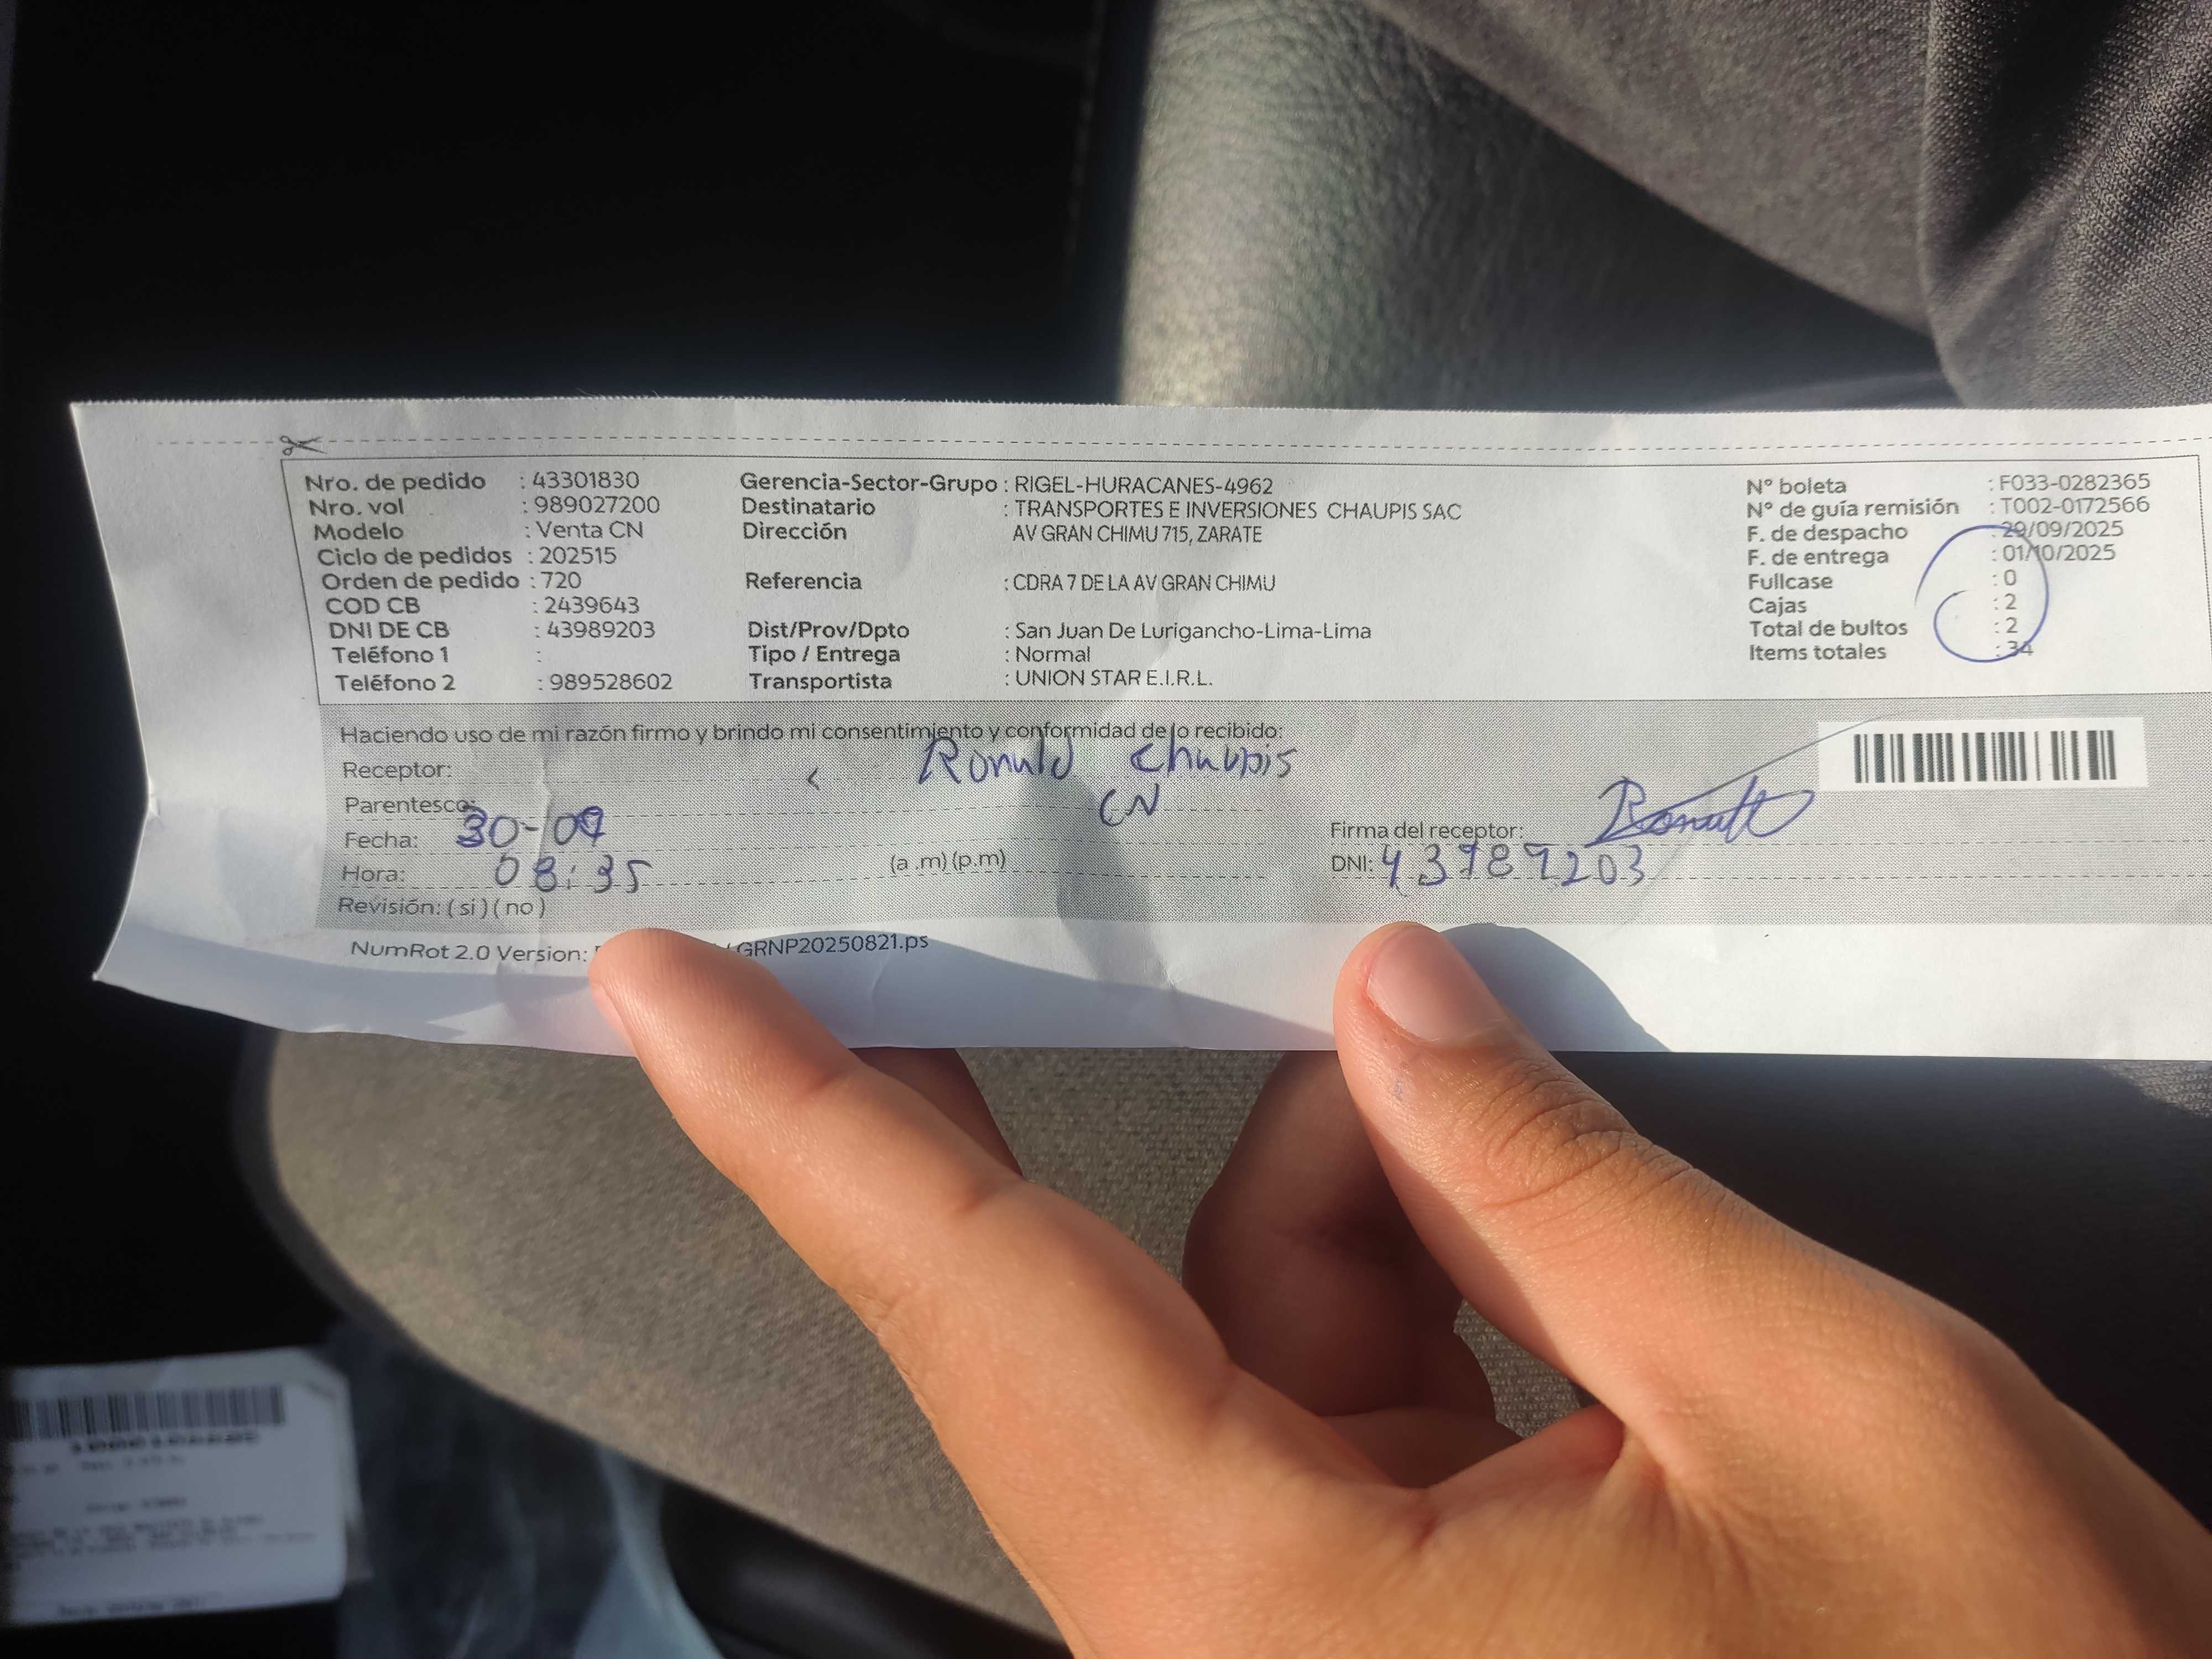 Nro. de pedido : 43301830 Gerencia-Sector-Grupo : RIGEL-HURACANES-4962 N° boleta : F033-0282365
Nro. vol : 989027200 Destinatario : TRANSPORTES E INVERSIONES CHAUPIS SAC N° de guía remisión : T002-0172566
Modelo : Venta CN Dirección AV GRAN CHIMU 715, ZARATE F. de despacho : 29/09/2025
Ciclo de pedidos : 202515 F. de entrega : 01/10/2025
Orden de pedido : 720 Referencia : CDRA 7 DE LA AV GRAN CHIMU Fullcase : 0
COD CB : 2439643 Cajas : 2
DNI DE CB : 43989203 Dist/Prov/Dpto : San Juan De Lurigancho-Lima-Lima Total de bultos : 2
Teléfono 1 : Tipo / Entrega : Normal Items totales : 34
Teléfono 2 : 989528602 Transportista : UNION STAR E.I.R.L.
Haciendo uso de mi razón firmo y brindo mi consentimiento y conformidad de lo recibido:
Receptor: Ronald Chaupis
Parentesco: CN
Fecha: 30-09 Firma del receptor:
Hora: 08:35 (a .m) (p.m) DNI: 43989203
Revisión: ( si ) ( no )
NumRot 2.0 Version: GRNP20250821.ps